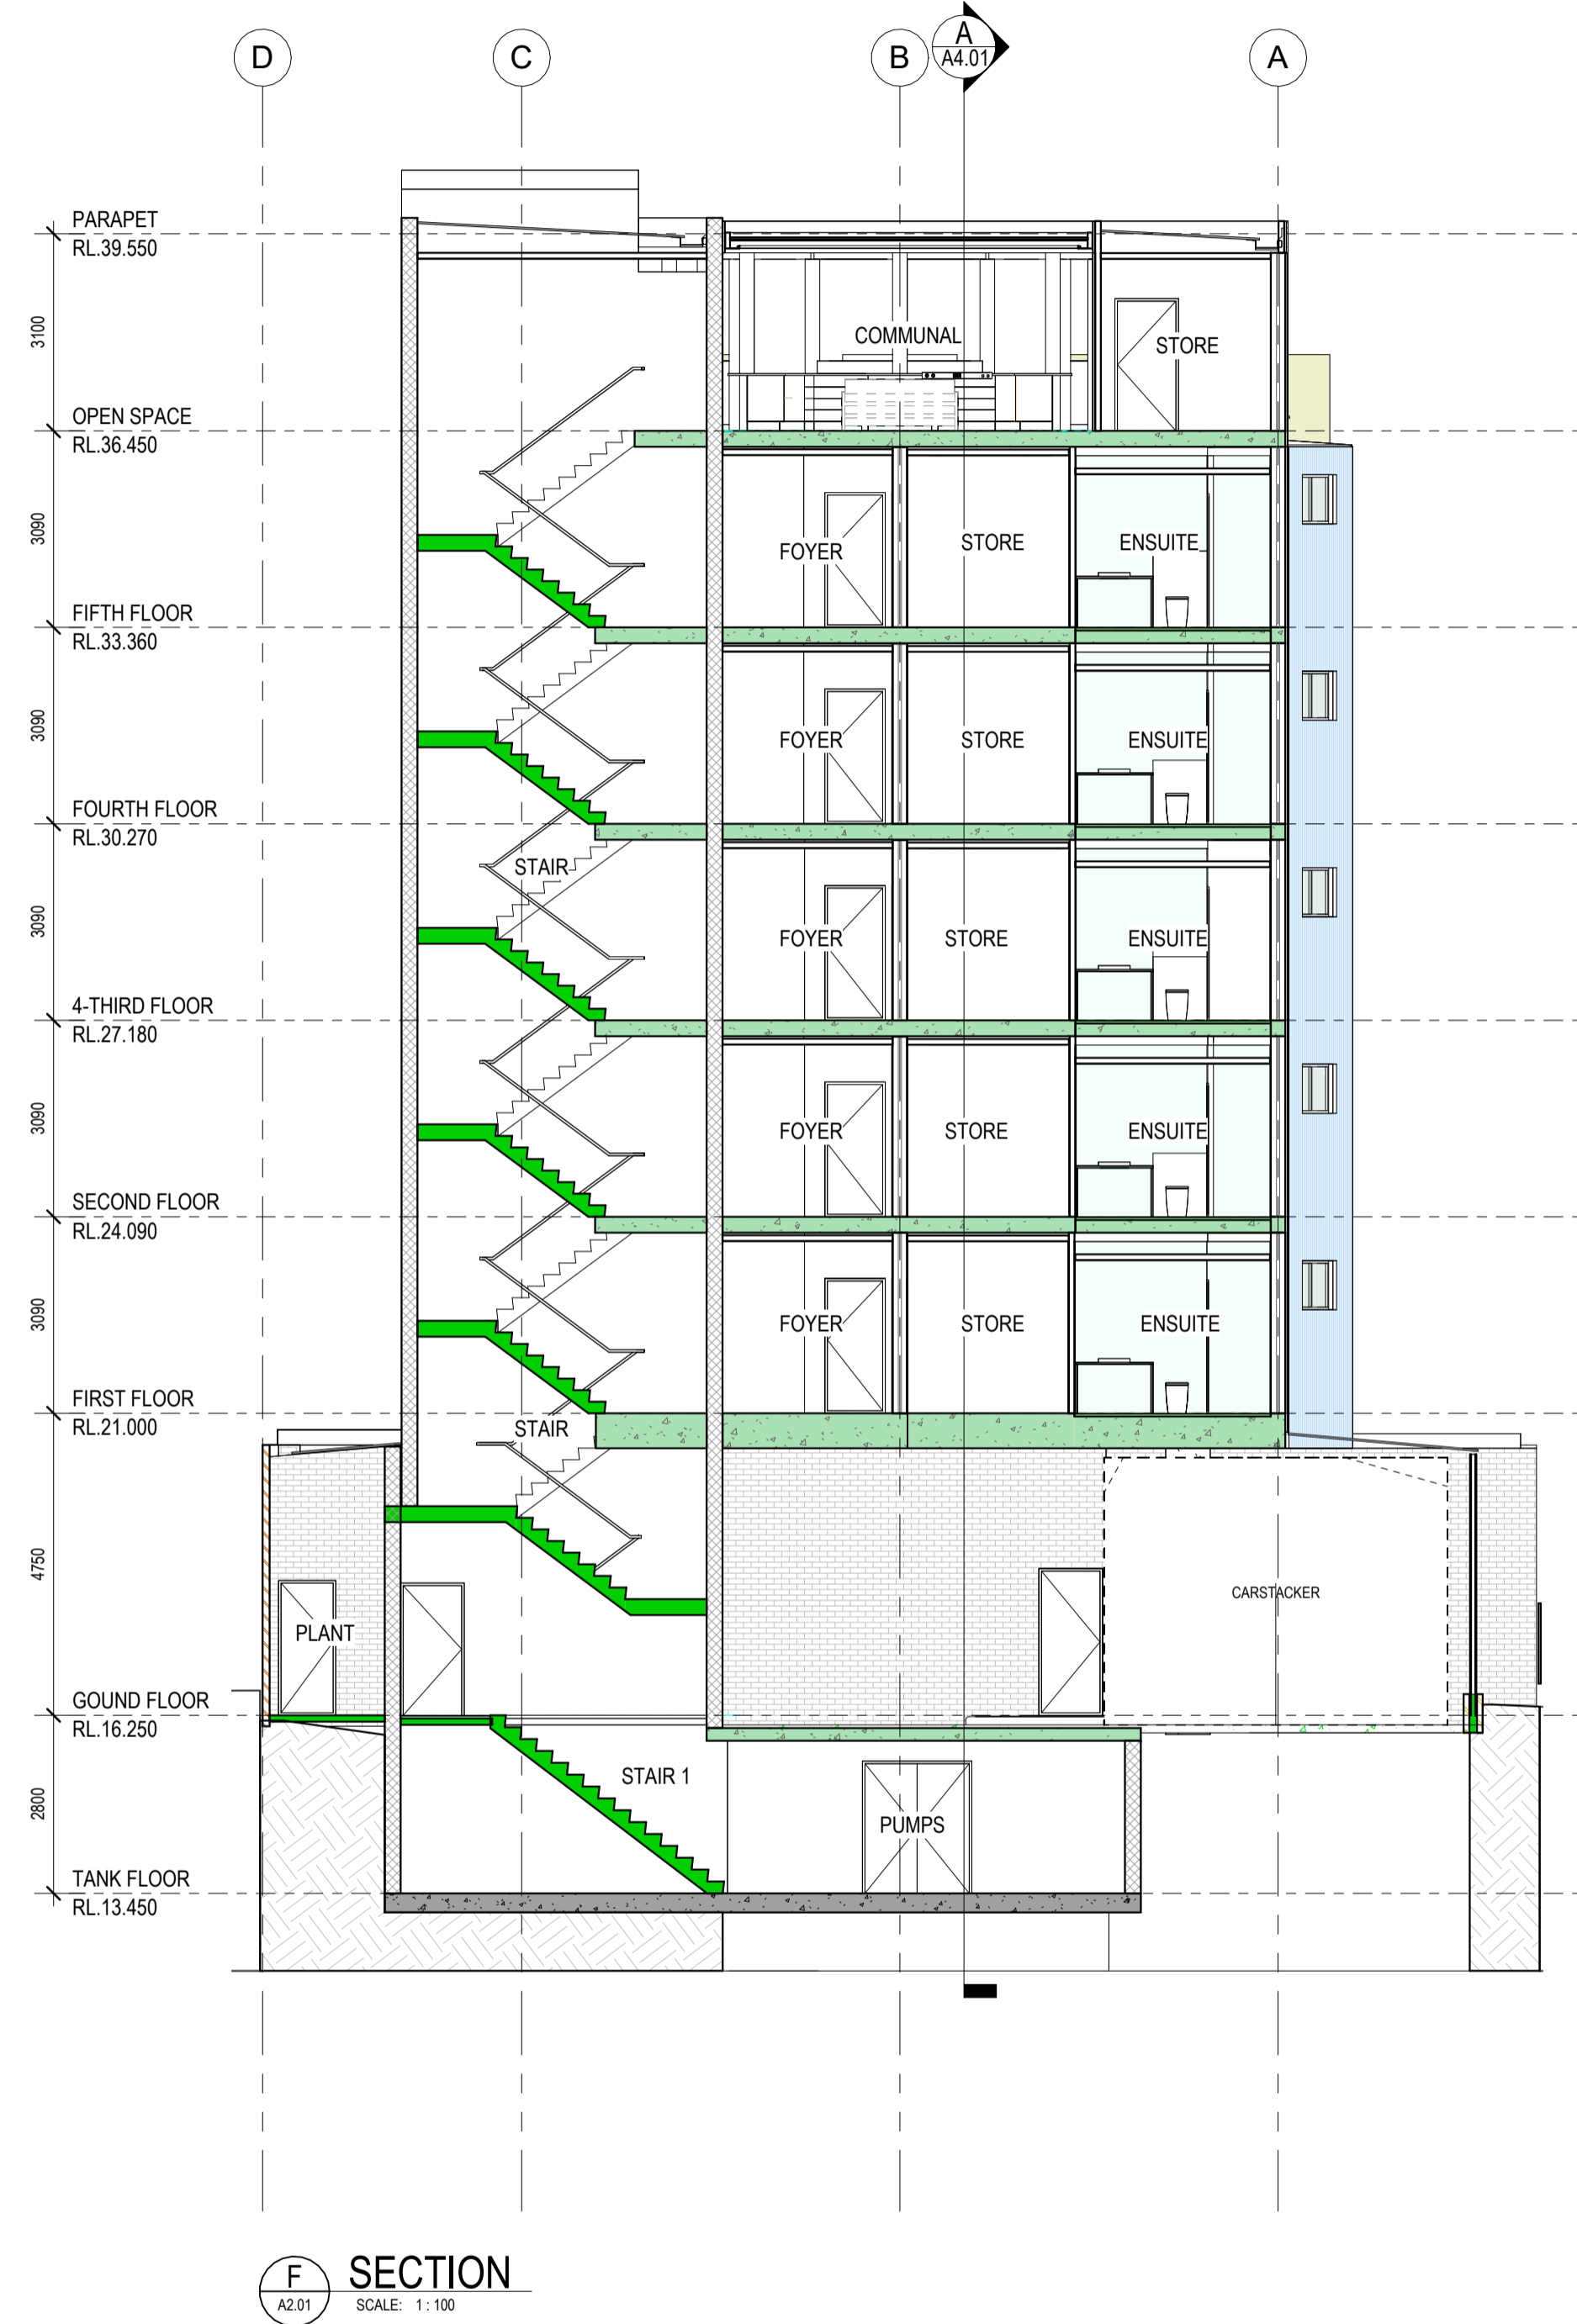 D
C
B
A
A4.01
A
PARAPET
RL.39.550
3100
COMMUNAL
STORE
OPEN SPACE
RL.36.450
3090
FOYER
STORE
ENSUITE
FIFTH FLOOR
RL.33.360
3090
FOYER
STORE
ENSUITE
FOURTH FLOOR
RL.30.270
STAIR
3090
FOYER
STORE
ENSUITE
4-THIRD FLOOR
RL.27.180
3090
FOYER
STORE
ENSUITE
SECOND FLOOR
RL.24.090
3090
FOYER
STORE
ENSUITE
FIRST FLOOR
RL.21.000
STAIR
4750
CARSTACKER
PLANT
GOUND FLOOR
RL.16.250
2800
STAIR 1
PUMPS
TANK FLOOR
RL.13.450
F
A2.01
SECTION
SCALE: 1 : 100